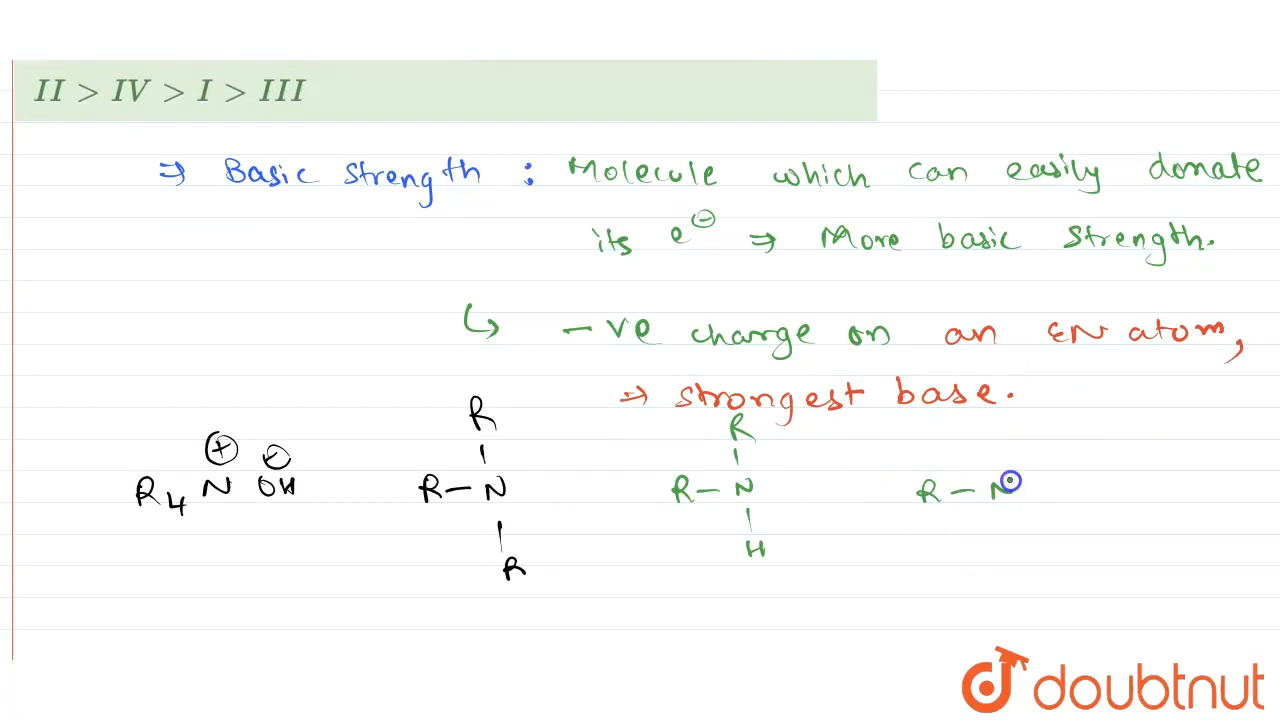 II > IV > I > III
⇒ Basic strength : Molecule which can easily donate
its e⊖ ⇒ More basic strength.
↳ -ve charge on an EN atom,
⇒ strongest base.
R R
⊕ ⊖
R4 N OH R-N R-N R-N
R H
doubtnut